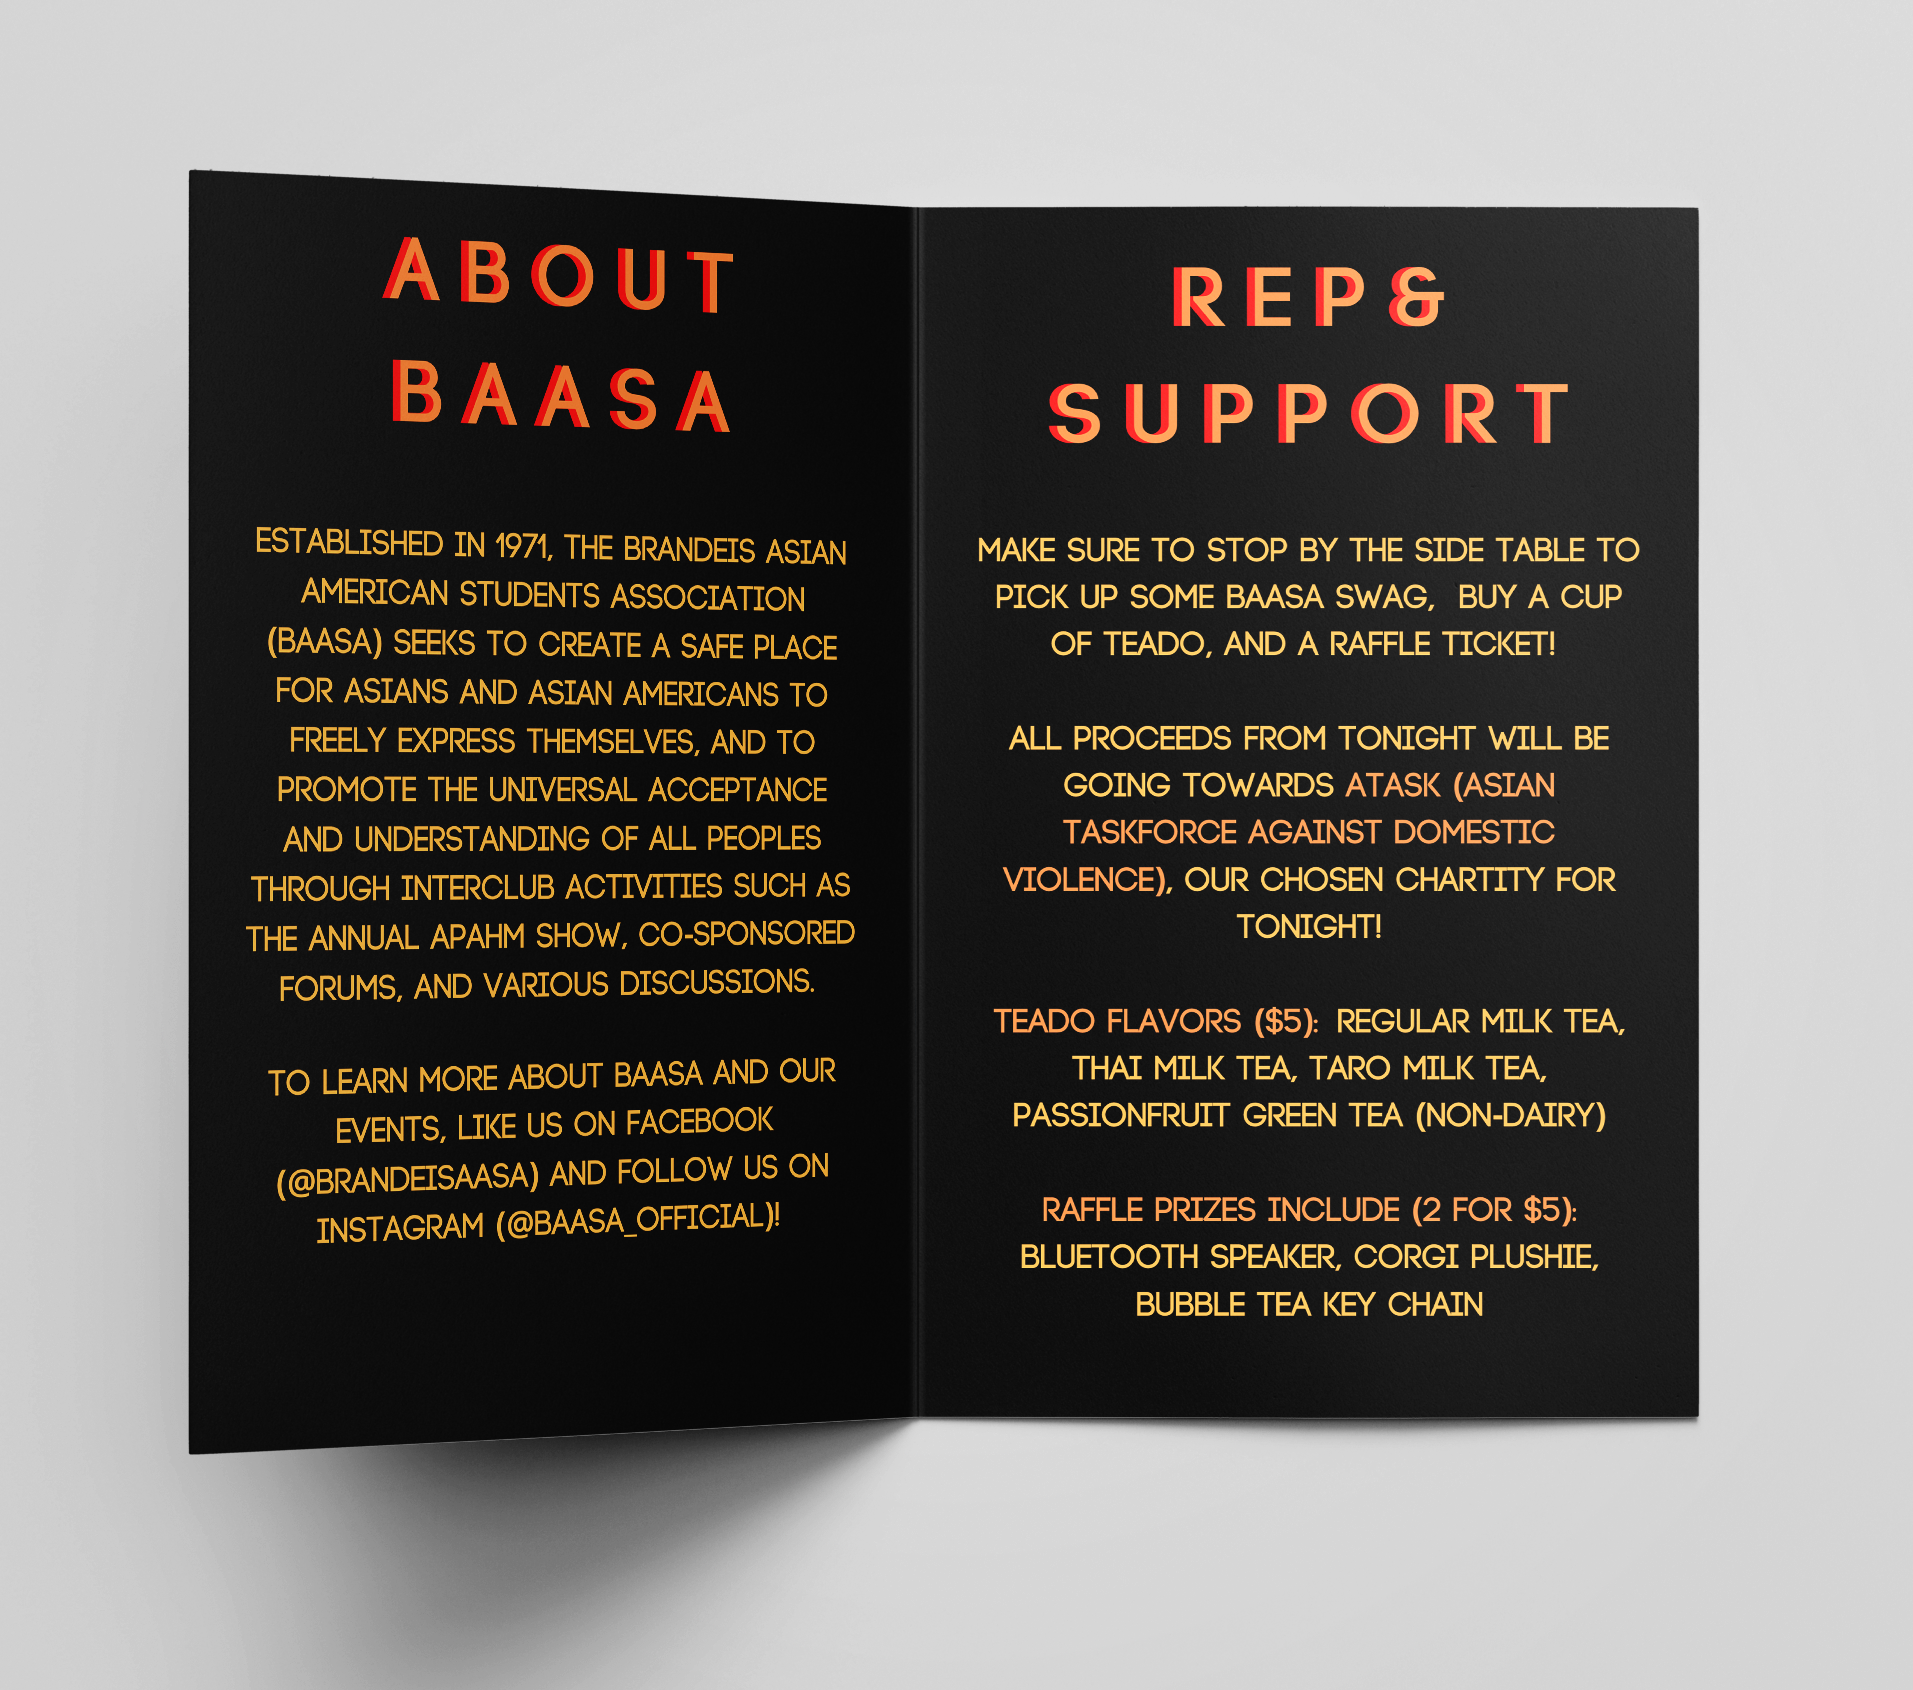 ABOUT
BAASA
ESTABLISHED IN 1971, THE BRANDEIS ASIAN
AMERICAN STUDENTS ASSOCIATION
(BAASA) SEEKS TO CREATE A SAFE PLACE
FOR ASIANS AND ASIAN AMERICANS TO
FREELY EXPRESS THEMSELVES, AND TO
PROMOTE THE UNIVERSAL ACCEPTANCE
AND UNDERSTANDING OF ALL PEOPLES
THROUGH INTERCLUB ACTIVITIES SUCH AS
THE ANNUAL APAHM SHOW, CO-SPONSORED
FORUMS, AND VARIOUS DISCUSSIONS.
TO LEARN MORE ABOUT BAASA AND OUR
EVENTS, LIKE US ON FACEBOOK
(@BRANDEISAASA) AND FOLLOW US ON
INSTAGRAM (@BAASA_OFFICIAL)!
REP&
SUPPORT
MAKE SURE TO STOP BY THE SIDE TABLE TO
PICK UP SOME BAASA SWAG, BUY A CUP
OF TEADO, AND A RAFFLE TICKET!
ALL PROCEEDS FROM TONIGHT WILL BE
GOING TOWARDS ATASK (ASIAN
TASKFORCE AGAINST DOMESTIC
VIOLENCE), OUR CHOSEN CHARTITY FOR
TONIGHT!
TEADO FLAVORS ($5): REGULAR MILK TEA,
THAI MILK TEA, TARO MILK TEA,
PASSIONFRUIT GREEN TEA (NON-DAIRY)
RAFFLE PRIZES INCLUDE (2 FOR $5):
BLUETOOTH SPEAKER, CORGI PLUSHIE,
BUBBLE TEA KEY CHAIN